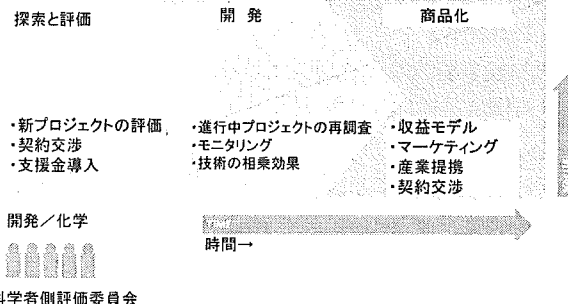 探索と評価
開 発
商品化
・新プロジェクトの評価
・契約交渉
・支援金導入
・進行中プロジェクトの再調査
・モニタリング
・技術の相乗効果
・収益モデル
・マーケティング
・産業提携
・契約交渉
開発／化学
時間→
科学者側評価委員会